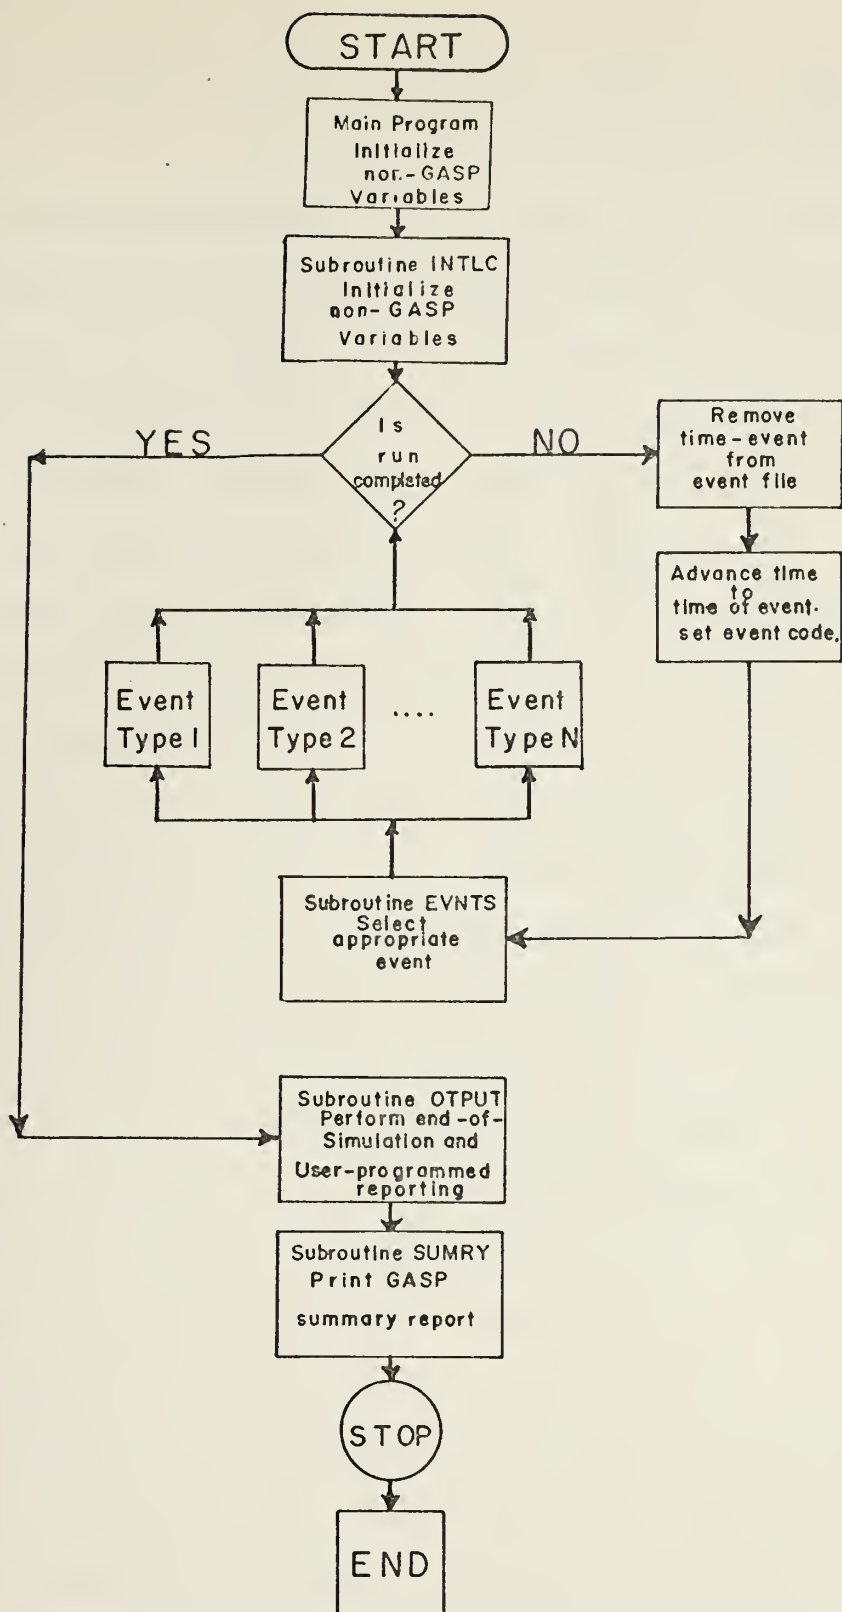 START
Main Program
Initialize
nor.-GASP
Variables
Subroutine INTLC
Initialize
non-GASP
Variables
YES
Is
run
completed
?
NO
Remove
time-event
from
event file
Advance time
to
time of event.
set event code,
Event
Type 1
Event
Type 2
....
Event
Type N
Subroutine EVNTS
Select
appropriate
event
Subroutine OTPUT
Perform end-of-
Simulation and
User-programmed
reporting
Subroutine SUMRY
Print GASP
summary report
STOP
END